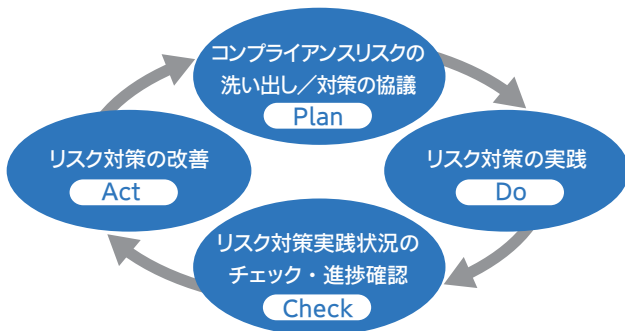 コンプライアンスリスクの
洗い出し／対策の協議
Plan
リスク対策の実践
Do
リスク対策実践状況の
チェック・進捗確認
Check
リスク対策の改善
Act